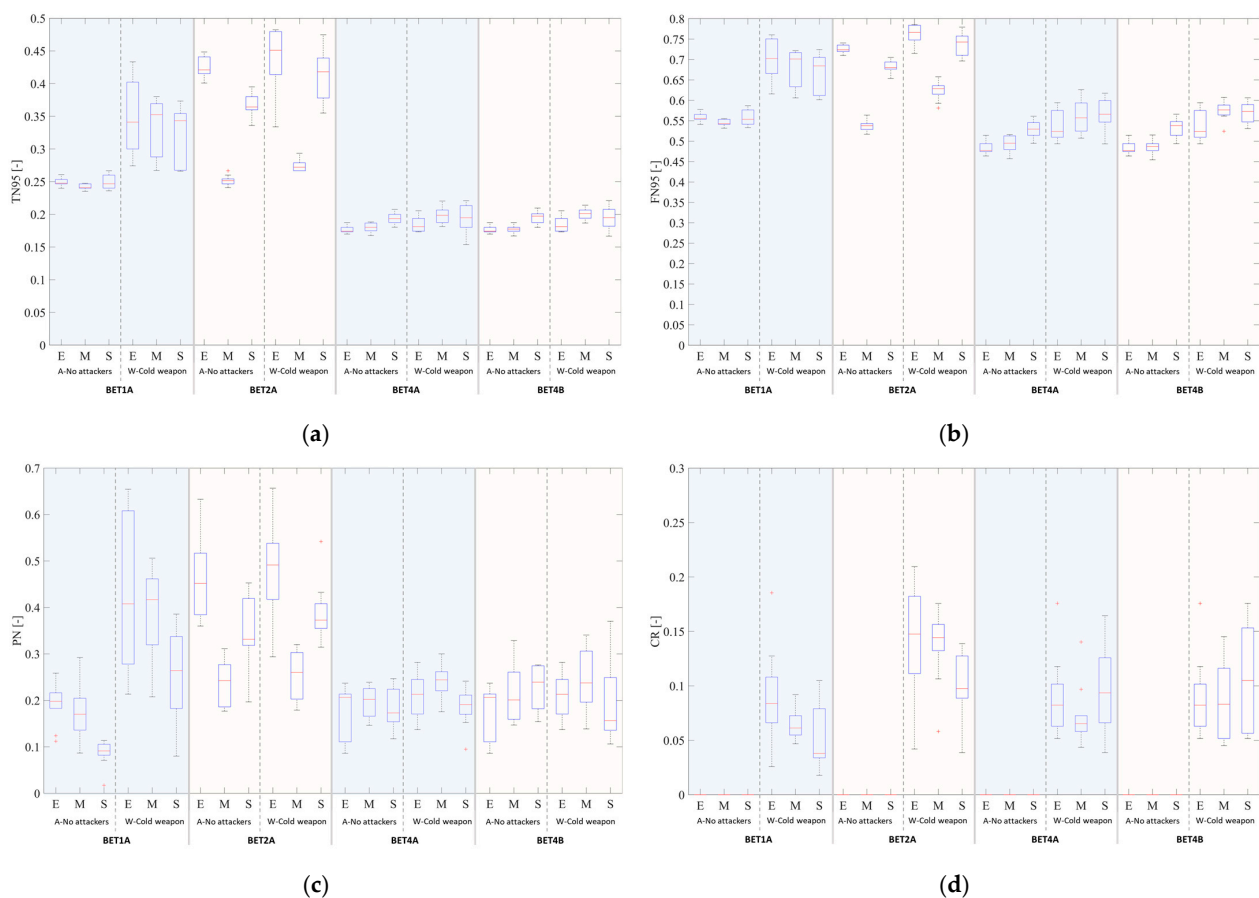 0.5
0.45
0.4
0.35
0.3
0.25
0.2
0.15
0.1
0.05
0
TN95 [-]
E M S E M S E M S E M S E M S E M S E M S E M S
A-No attackers W-Cold weapon A-No attackers W-Cold weapon A-No attackers W-Cold weapon A-No attackers W-Cold weapon
BET1A BET2A BET4A BET4B
(a)
0.8
0.75
0.7
0.65
0.6
0.55
0.5
0.45
0.4
0.35
0.3
0.25
0.2
0.15
0.1
0.05
0
FN95 [-]
E M S E M S E M S E M S E M S E M S E M S E M S
A-No attackers W-Cold weapon A-No attackers W-Cold weapon A-No attackers W-Cold weapon A-No attackers W-Cold weapon
BET1A BET2A BET4A BET4B
(b)
0.7
0.6
0.5
0.4
0.3
0.2
0.1
0
PN [-]
E M S E M S E M S E M S E M S E M S E M S E M S
A-No attackers W-Cold weapon A-No attackers W-Cold weapon A-No attackers W-Cold weapon A-No attackers W-Cold weapon
BET1A BET2A BET4A BET4B
(c)
0.3
0.25
0.2
0.15
0.1
0.05
0
CR [-]
E M S E M S E M S E M S E M S E M S E M S E M S
A-No attackers W-Cold weapon A-No attackers W-Cold weapon A-No attackers W-Cold weapon A-No attackers W-Cold weapon
BET1A BET2A BET4A BET4B
(d)